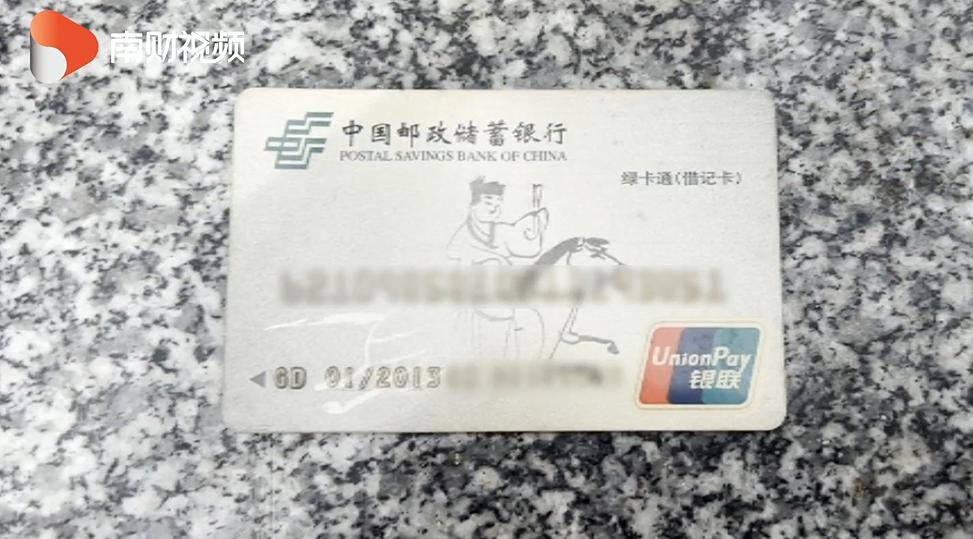 南财视频
中国邮政储蓄银行
POSTAL SAVINGS BANK OF CHINA
绿卡通(借记卡)
GD 01/2013
UnionPay
银联